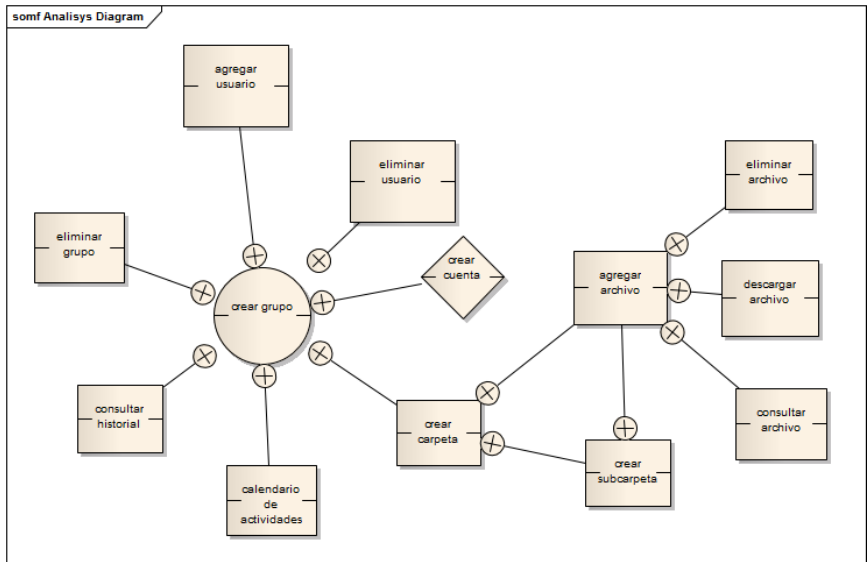 somf Analisys Diagram
agregar
usuario
eliminar
usuario
eliminar
archivo
eliminar
grupo
crear
cuenta
agregar
archivo
descargar
archivo
crear grupo
consultar
historial
crear
carpeta
consultar
archivo
crear
subcarpeta
calendario
de
actividades